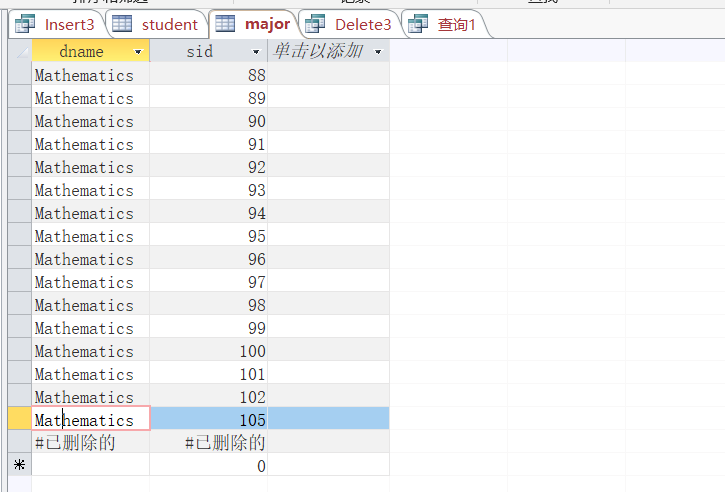 Insert3 student major Delete3 查询1
dname sid 单击以添加
Mathematics 88
Mathematics 89
Mathematics 90
Mathematics 91
Mathematics 92
Mathematics 93
Mathematics 94
Mathematics 95
Mathematics 96
Mathematics 97
Mathematics 98
Mathematics 99
Mathematics 100
Mathematics 101
Mathematics 102
Mathematics 105
#已删除的 #已删除的
* 0